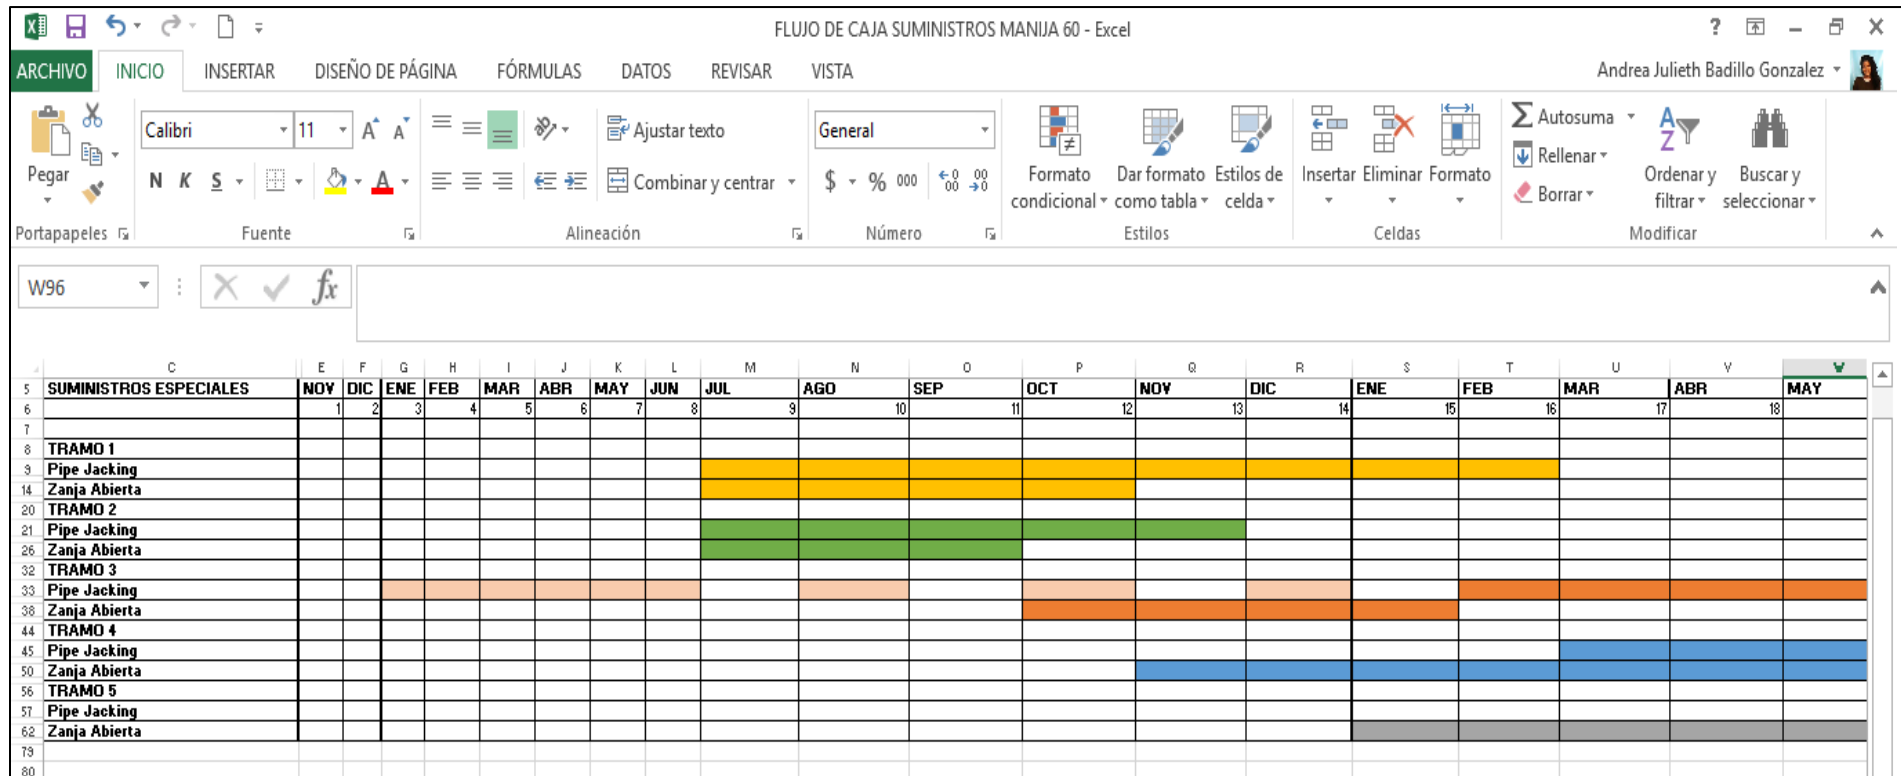 FLUJO DE CAJA SUMINISTROS MANIJA 60 - Excel
ARCHIVO INICIO INSERTAR DISEÑO DE PÁGINA FÓRMULAS DATOS REVISAR VISTA Andrea Julieth Badillo Gonzalez
Calibri 11 Ajustar texto General Autosuma
Rellenar
Pegar N K S Combinar y centrar $ % 000 Formato condicional Dar formato como tabla Estilos de celda Insertar Eliminar Formato Borrar Ordenar y filtrar Buscar y seleccionar
Portapapeles Fuente Alineación Número Estilos Celdas Modificar
W96 fx
C E F G H I J K L M N O P Q R S T U V W
5 SUMINISTROS ESPECIALES NOV DIC ENE FEB MAR ABR MAY JUN JUL AGO SEP OCT NOV DIC ENE FEB MAR ABR MAY
6 1 2 3 4 5 6 7 8 9 10 11 12 13 14 15 16 17 18
7
8 TRAMO 1
9 Pipe Jacking
14 Zanja Abierta
20 TRAMO 2
21 Pipe Jacking
26 Zanja Abierta
32 TRAMO 3
33 Pipe Jacking
38 Zanja Abierta
44 TRAMO 4
45 Pipe Jacking
50 Zanja Abierta
56 TRAMO 5
57 Pipe Jacking
62 Zanja Abierta
79
80